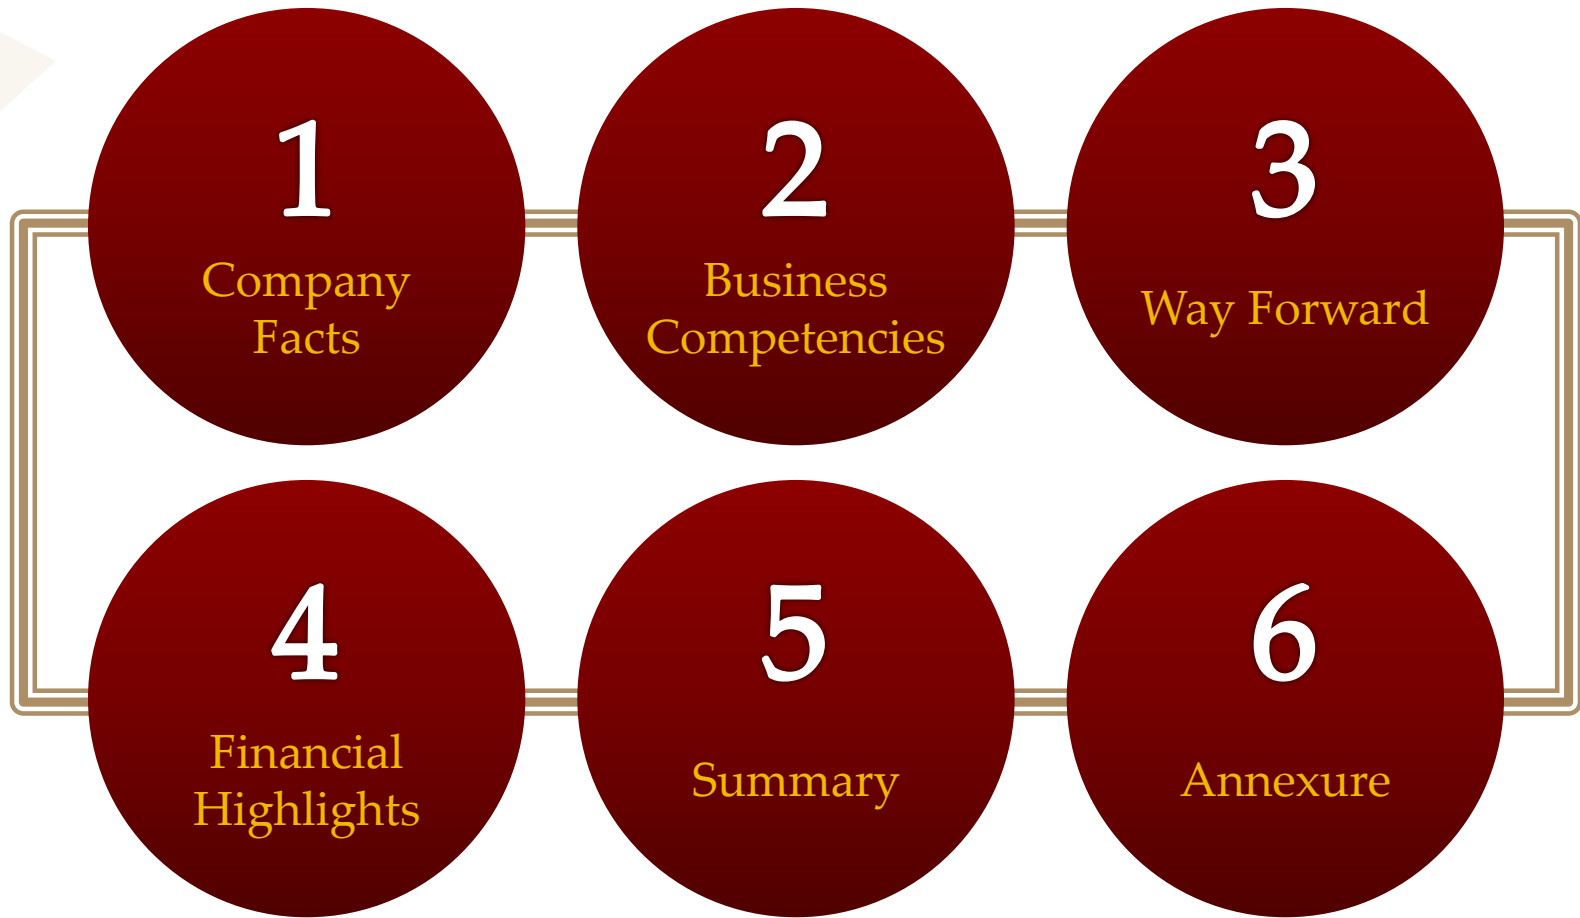 1
Company
Facts
2
Business
Competencies
3
Way Forward
4
Financial
Highlights
5
Summary
6
Annexure